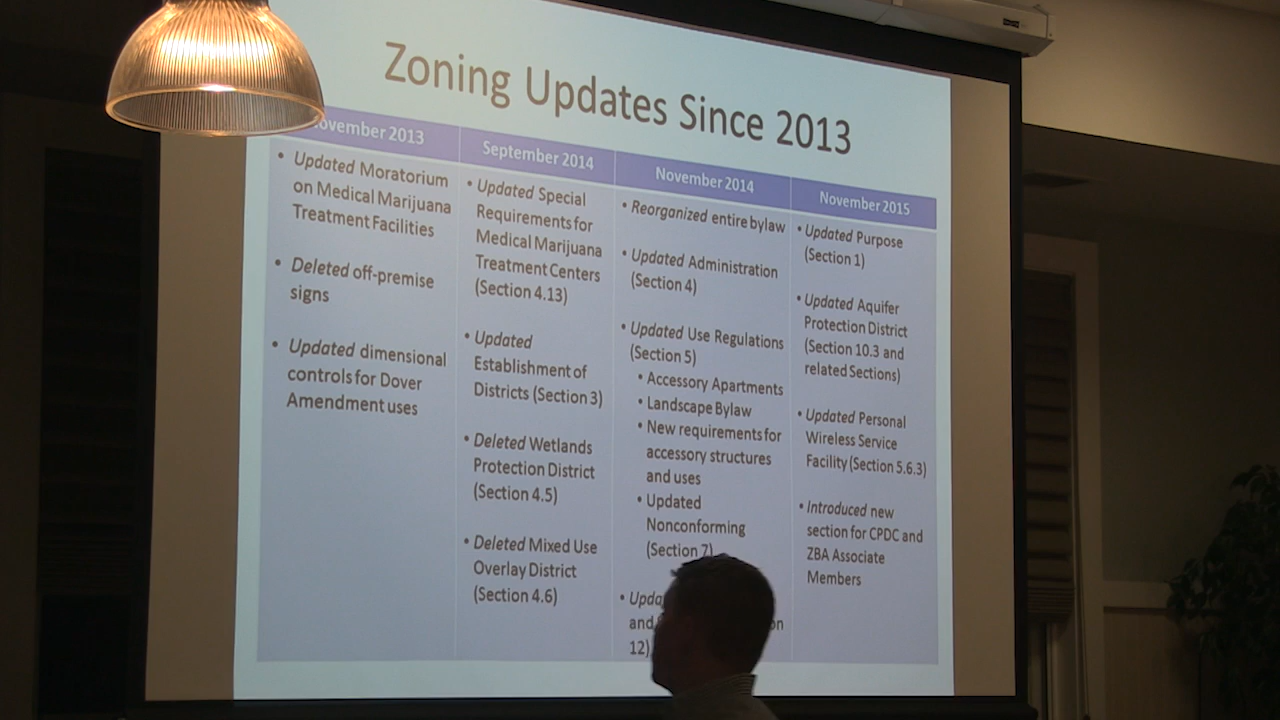 Zoning Updates Since 2013
November 2013
• Updated Moratorium
on Medical Marijuana
Treatment Facilities
• Deleted off-premise
signs
• Updated dimensional
controls for Dover
Amendment uses
September 2014
• Updated Special
Requirements for
Medical Marijuana
Treatment Centers
(Section 4.13)
• Updated
Establishment of
Districts (Section 3)
• Deleted Wetlands
Protection District
(Section 4.5)
• Deleted Mixed Use
Overlay District
(Section 4.6)
November 2014
• Reorganized entire bylaw
• Updated Administration
(Section 4)
• Updated Use Regulations
(Section 5)
• Accessory Apartments
• Landscape Bylaw
• New requirements for
accessory structures
and uses
• Updated
Nonconforming
(Section 7)
and
12)
November 2015
• Updated Purpose
(Section 1)
• Updated Aquifer
Protection District
(Section 10.3 and
related Sections)
• Updated Personal
Wireless Service
Facility (Section 5.6.3)
• Introduced new
section for CPDC and
ZBA Associate
Members